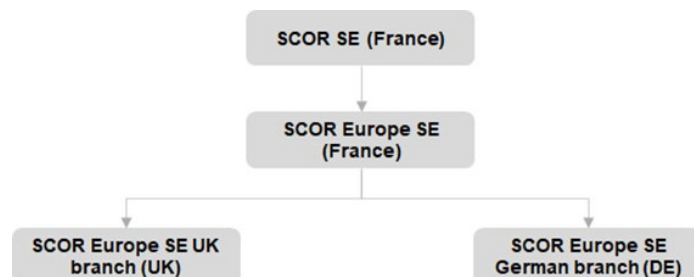 SCOR SE (France)
SCOR Europe SE
(France)
SCOR Europe SE UK
branch (UK)
SCOR Europe SE
German branch (DE)